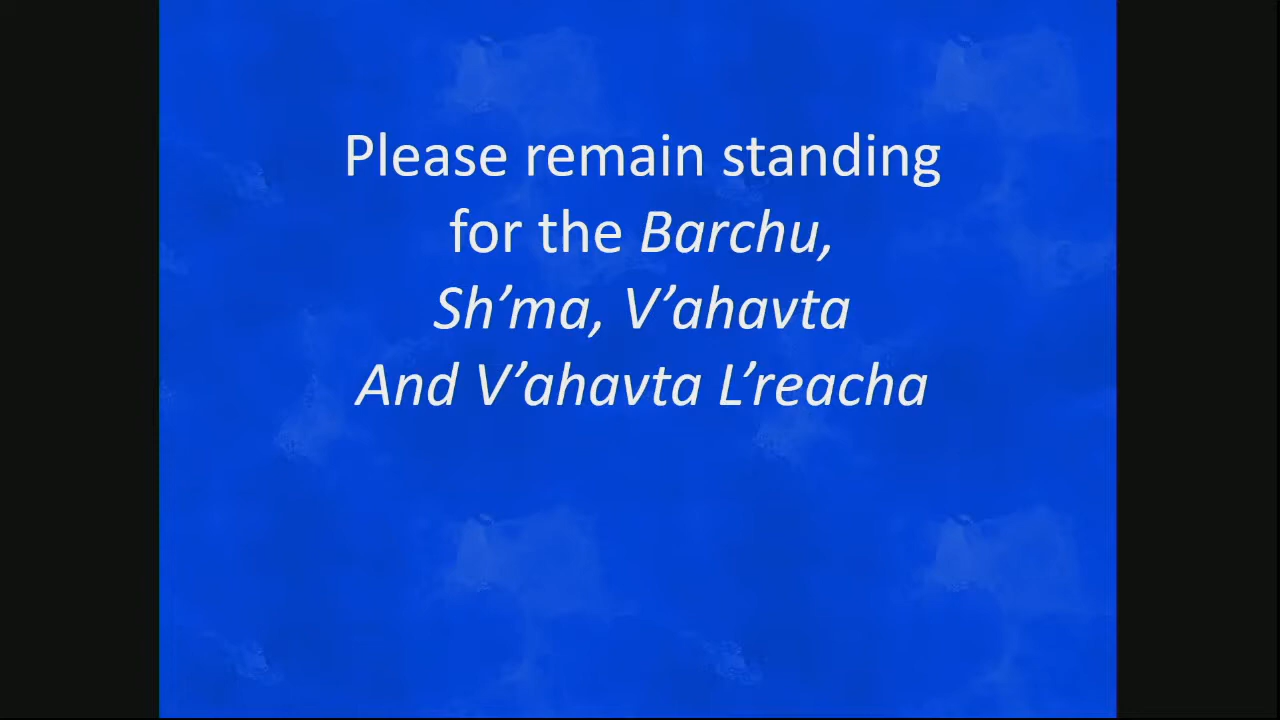 Please remain standing
for the Barchu,
Sh’ma, V’ahavta
And V’ahavta L’reacha